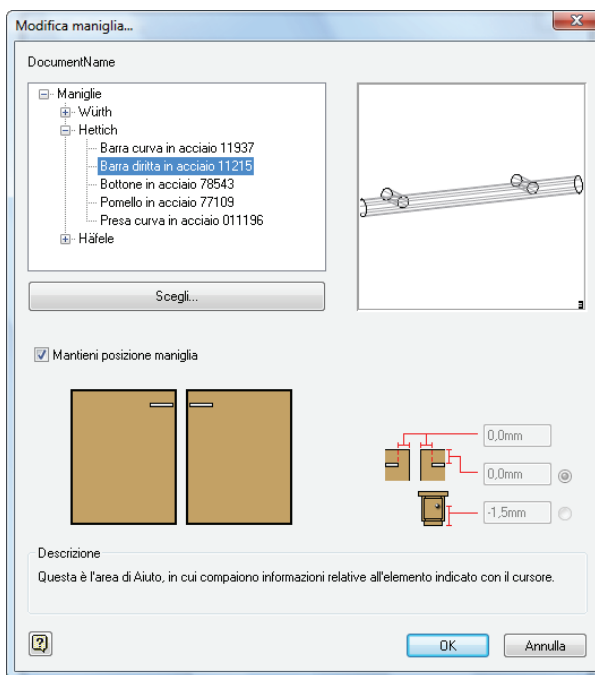 Modifica maniglia...
DocumentName
Maniglie
Würth
Hettich
Barra curva in acciaio 11937
Barra diritta in acciaio 11215
Bottone in acciaio 78543
Pomello in acciaio 77109
Presa curva in acciaio 011196
Häfele
Scegli...
Mantieni posizione maniglia
0,0mm
0,0mm
-1,5mm
Descrizione
Questa è l'area di Aiuto, in cui compaiono informazioni relative all'elemento indicato con il cursore.
OK
Annulla